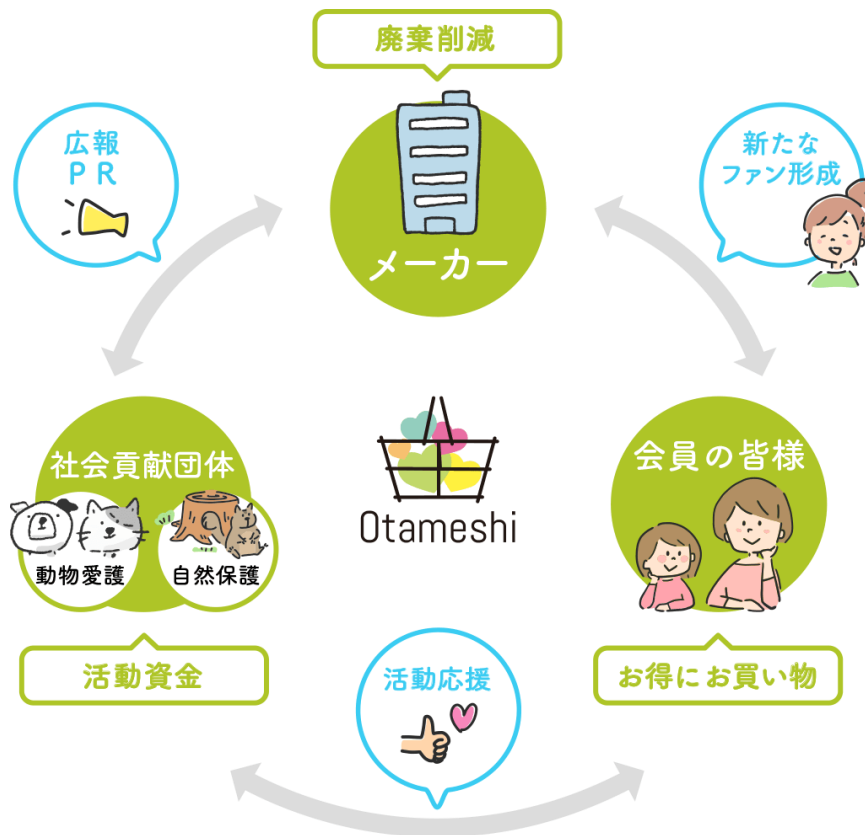 廃棄削減
広報
PR
新たな
ファン形成
メーカー
社会貢献団体
動物愛護
自然保護
Otameshi
会員の皆様
活動資金
活動応援
お得にお買い物